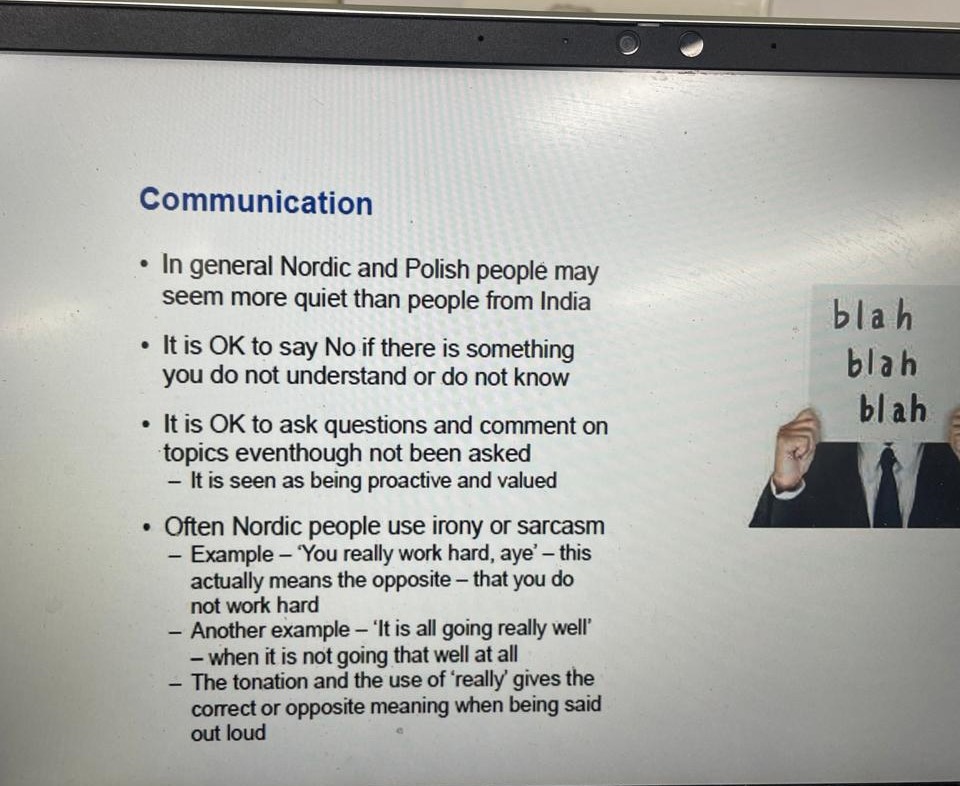 Communication
• In general Nordic and Polish people may
seem more quiet than people from India
• It is OK to say No if there is something
you do not understand or do not know
• It is OK to ask questions and comment on
topics eventhough not been asked
– It is seen as being proactive and valued
• Often Nordic people use irony or sarcasm
– Example – 'You really work hard, aye' – this
actually means the opposite – that you do
not work hard
– Another example – 'It is all going really well'
– when it is not going that well at all
– The tonation and the use of 'really' gives the
correct or opposite meaning when being said
out loud
blah
blah
blah